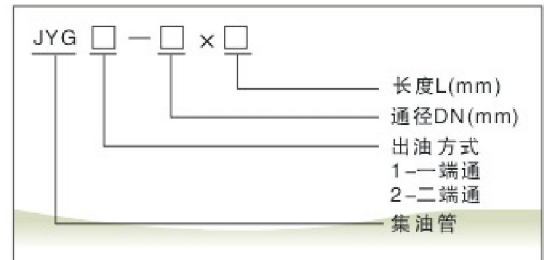 JYG □ － □ × □
长度L(mm)
通径DN(mm)
出油方式
1-一端通
2-二端通
集油管